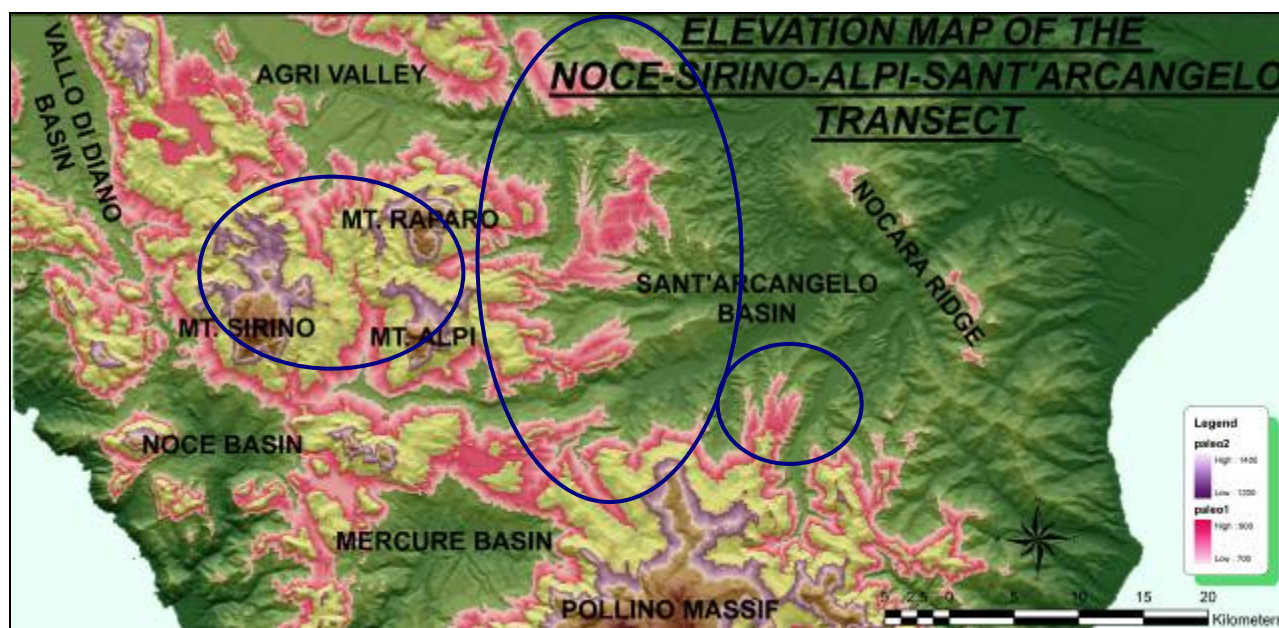 ELEVATION MAP OF THE
NOCE-SIRINO-ALPI-SANT'ARCANGELO
TRANSECT
VALLO DI DIANO
BASIN
AGRI VALLEY
MT. RAPARO
MT. SIRINO
MT. ALPI
SANT'ARCANGELO
BASIN
NOCARA RIDGE
NOCE BASIN
MERCURE BASIN
POLLINO MASSIF
Legend
paleo2
High : 1400
Low : 1200
paleo1
High : 900
Low : 700
5 2,5 0 5 10 15 20
Kilometers